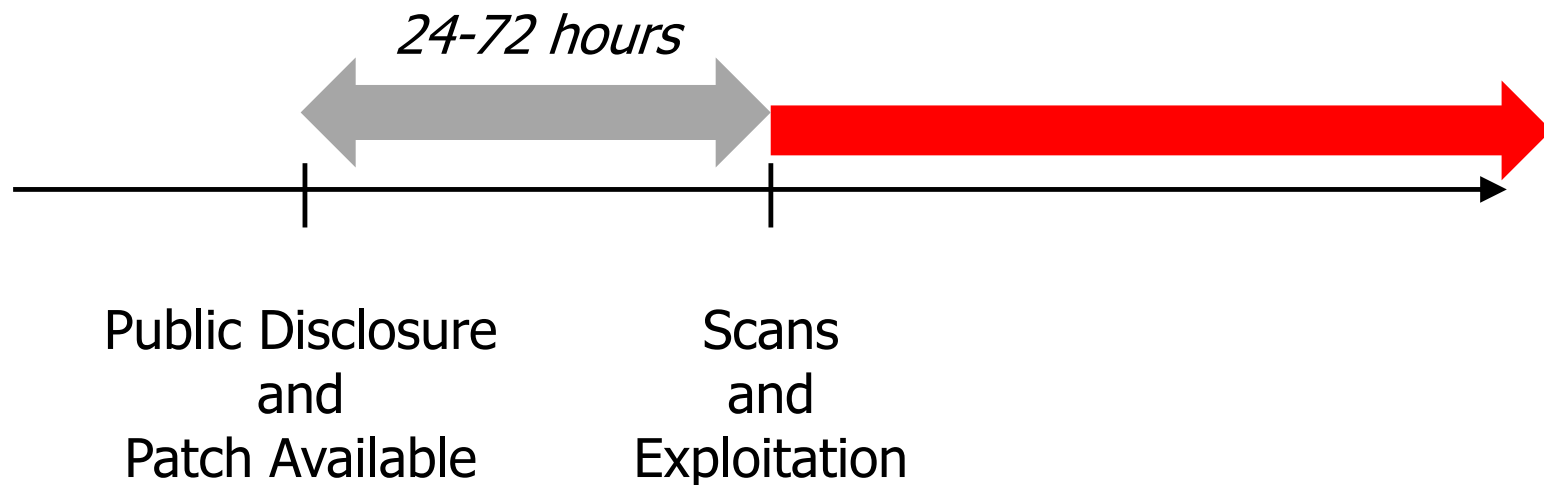 24-72 hours
Public Disclosure
and
Patch Available
Scans
and
Exploitation